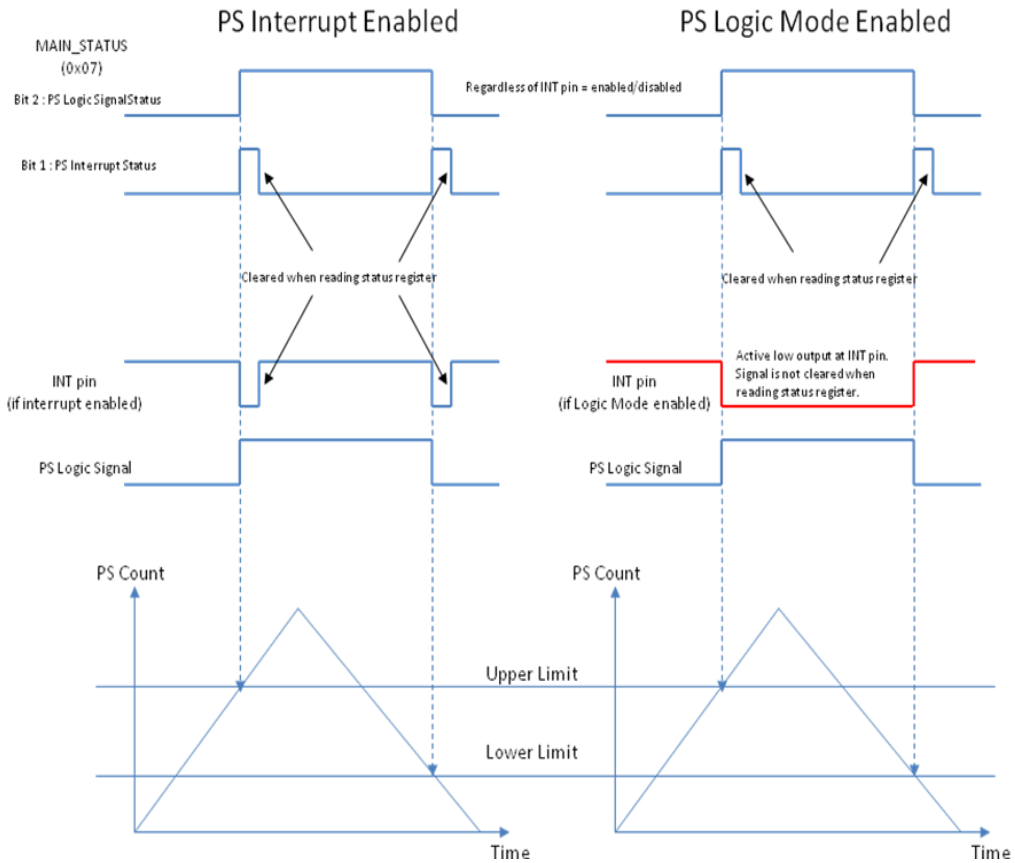 PS Interrupt Enabled
PS Logic Mode Enabled
MAIN_STATUS
(0x07)
Bit 2 : PS Logic SignalStatus
Regardless of INT pin = enabled/disabled
Bit 1 : PS Interrupt Status
Cleared when reading status register
Cleared when reading status register
INT pin
(if interrupt enabled)
INT pin
(if Logic Mode enabled)
Active low output at INT pin.
Signal is not cleared when
reading status register.
PS Logic Signal
PS Logic Signal
PS Count
PS Count
Upper Limit
Lower Limit
Time
Time